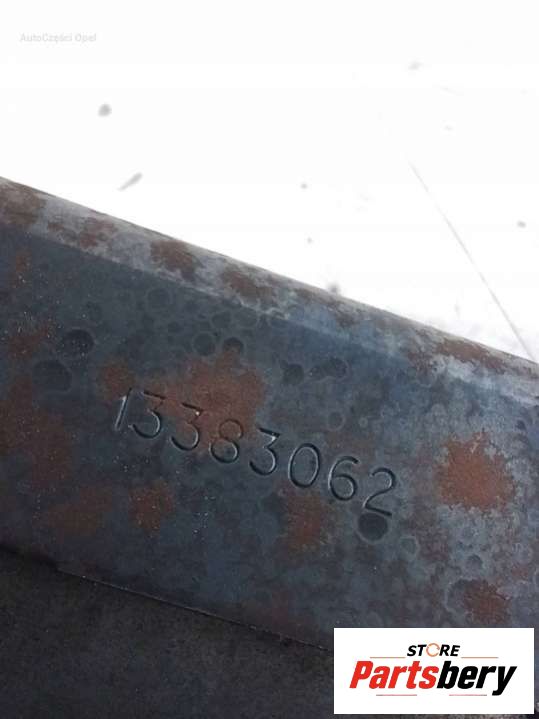 AutoCzęści Opel
13383062
STORE
Partsbery